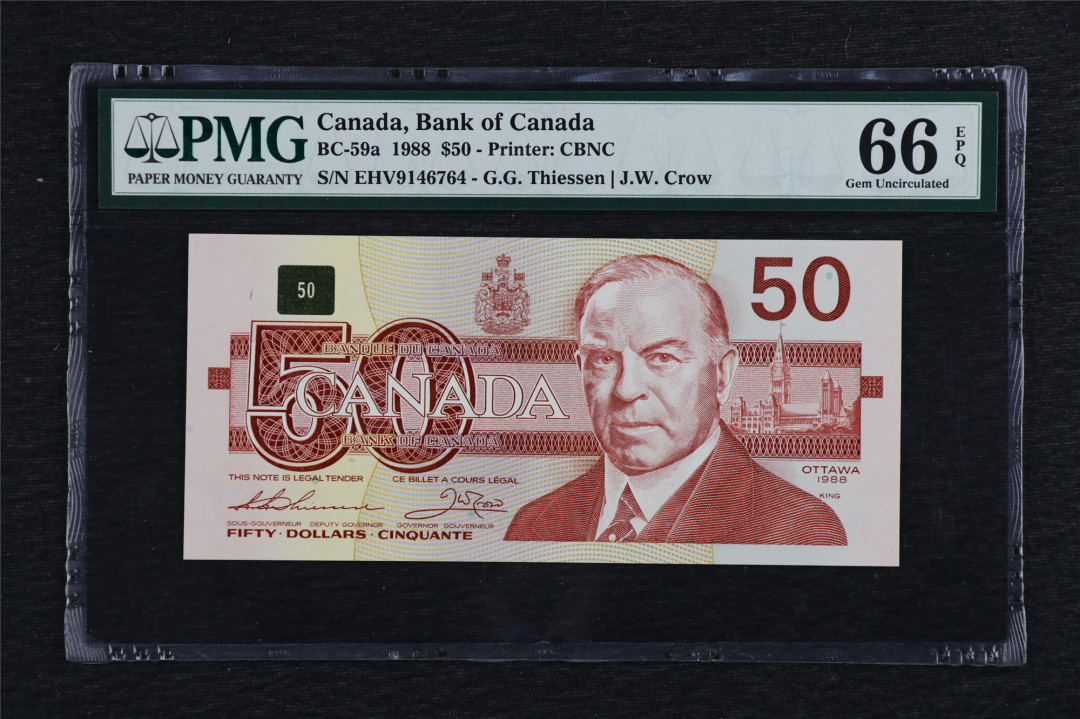 PMG
PAPER MONEY GUARANTY
Canada, Bank of Canada
BC-59a 1988 $50 - Printer: CBNC
S/N EHV9146764 - G.G. Thiessen | J.W. Crow
66
EPQ
Gem Uncirculated
50
50
BANQUE DU CANADA
50
CANADA
BANK OF CANADA
THIS NOTE IS LEGAL TENDER CE BILLET A COURS LÉGAL
OTTAWA
1988
KING
SOUS-GOUVERNEUR DEPUTY GOVERNOR GOVERNOR GOUVERNEUR
FIFTY · DOLLARS · CINQUANTE